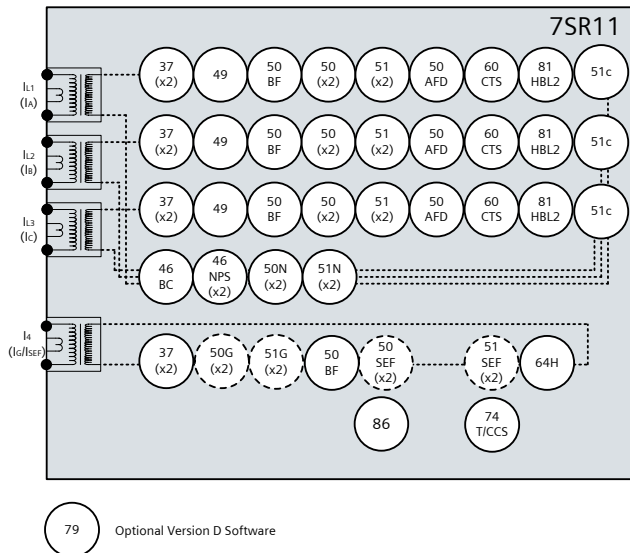 7SR11
IL1
(IA)
37
(x2)
49
50
BF
50
(x2)
51
(x2)
50
AFD
60
CTS
81
HBL2
51c
IL2
(IB)
37
(x2)
49
50
BF
50
(x2)
51
(x2)
50
AFD
60
CTS
81
HBL2
51c
IL3
(IC)
37
(x2)
49
50
BF
50
(x2)
51
(x2)
50
AFD
60
CTS
81
HBL2
51c
46
BC
46
NPS
(x2)
50N
(x2)
51N
(x2)
I4
(IG/ISEF)
37
(x2)
50G
(x2)
51G
(x2)
50
BF
50
SEF
(x2)
51
SEF
(x2)
64H
86
74
T/CCS
79
Optional Version D Software